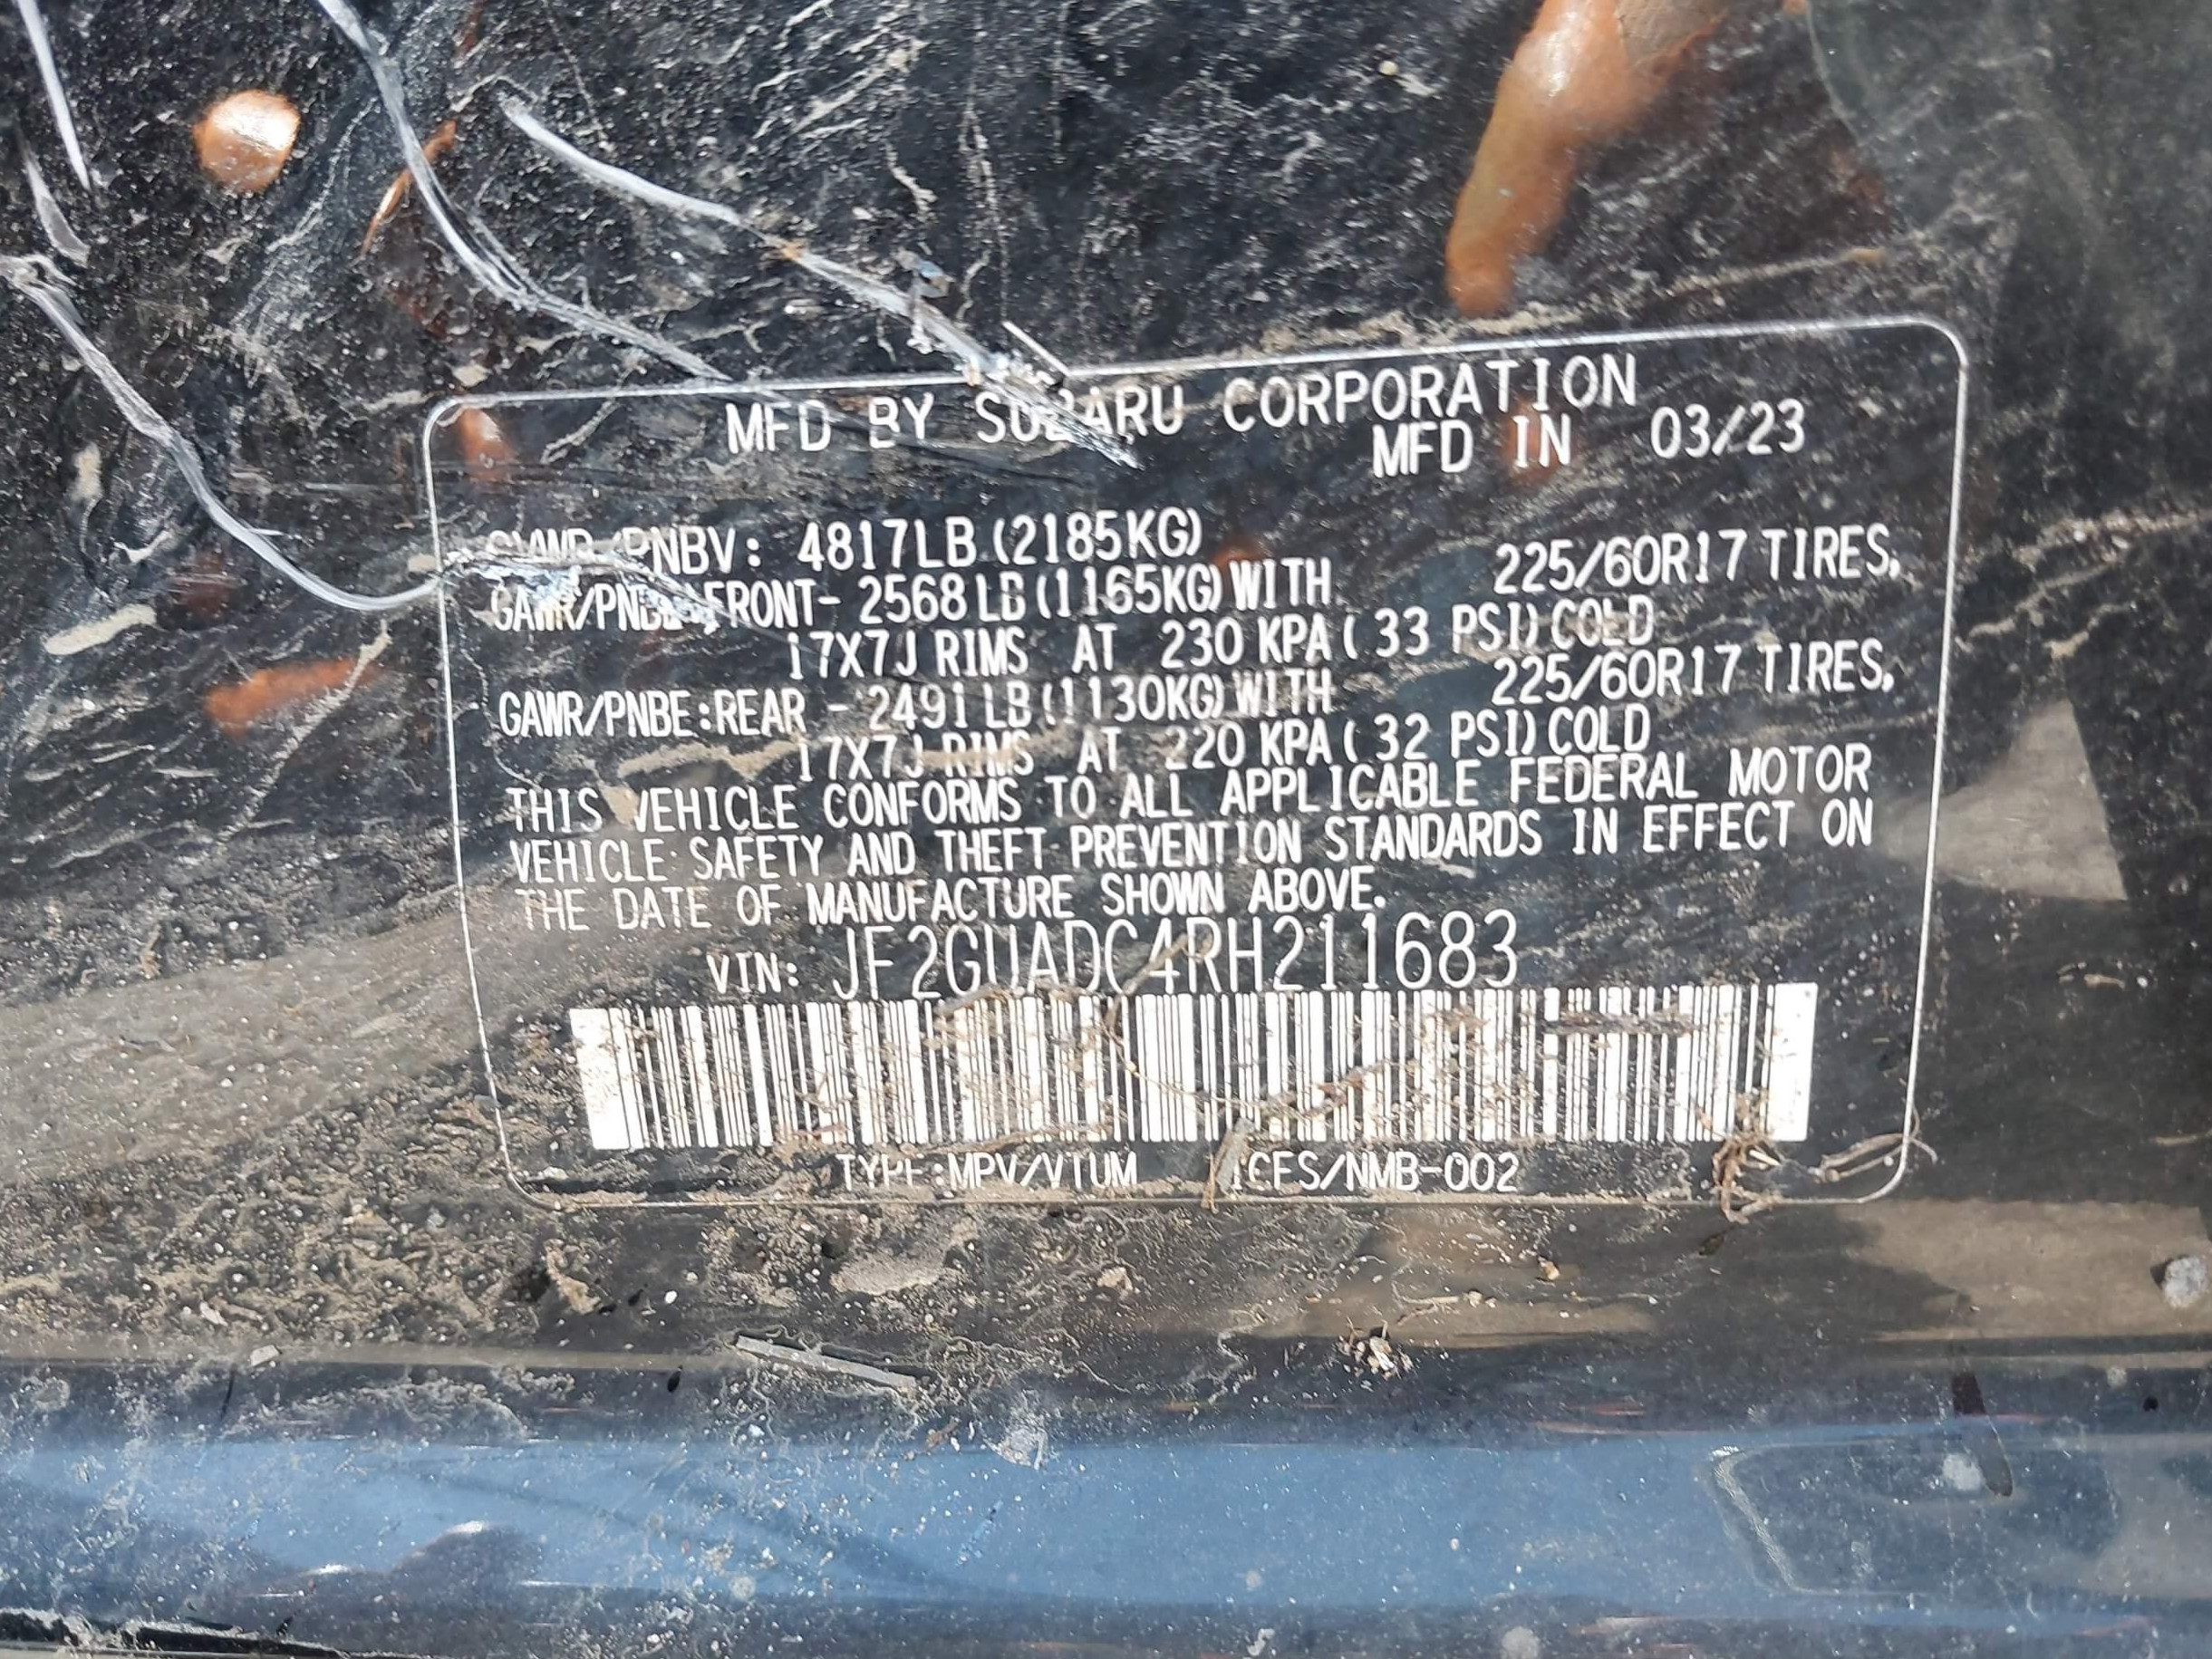 MFD BY SUBARU CORPORATION
MFD IN 03/23
GVWR/PNBV: 4817LB (2185KG)
GAWR/PNBE:FRONT- 2568LB(1165KG)WITH 225/60R17 TIRES,
17X7J RIMS AT 230 KPA( 33 PSI)COLD
GAWR/PNBE:REAR - 2491LB(1130KG)WITH 225/60R17 TIRES,
17X7J RIMS AT 220 KPA( 32 PSI)COLD
THIS VEHICLE CONFORMS TO ALL APPLICABLE FEDERAL MOTOR
VEHICLE SAFETY AND THEFT PREVENTION STANDARDS IN EFFECT ON
THE DATE OF MANUFACTURE SHOWN ABOVE.
VIN: JF2GUADC4RH211683
TYPE:MPV/VTUM ICES/NMB-002